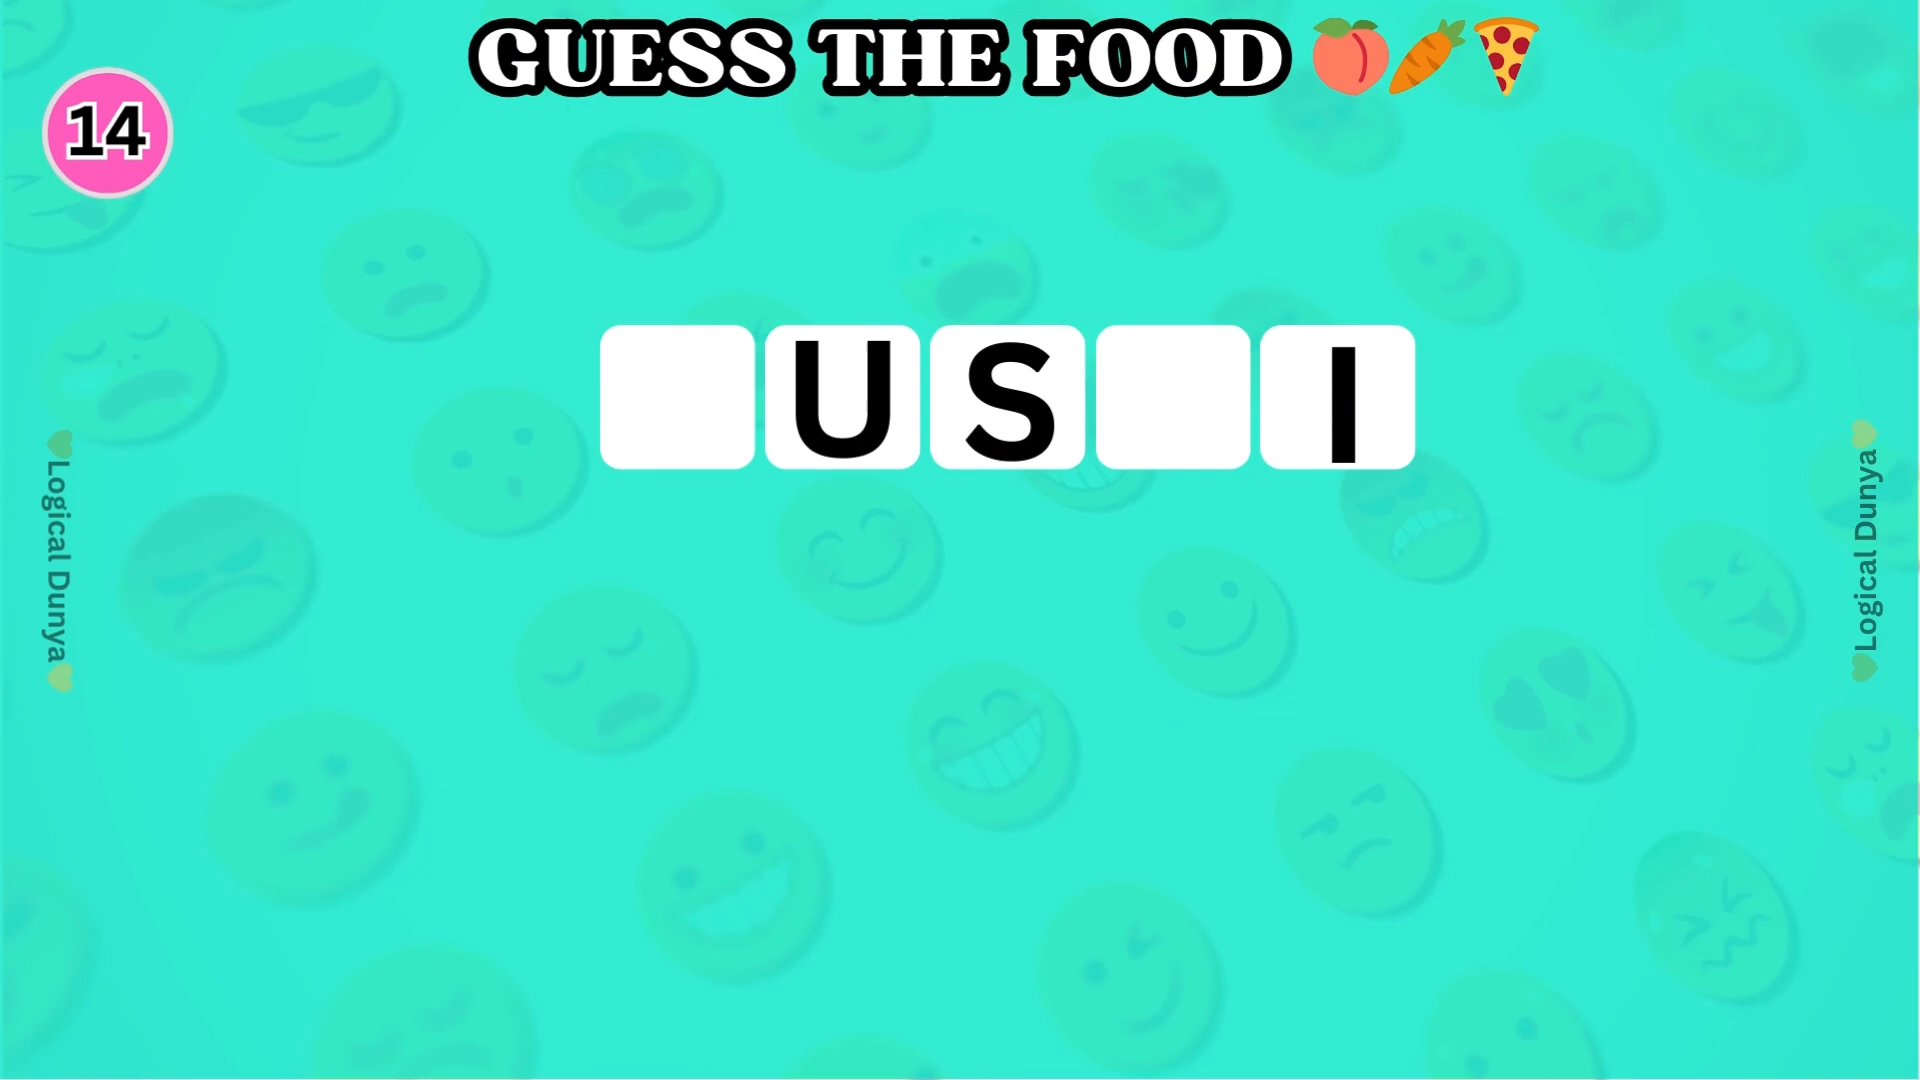 GUESS THE FOOD 🍑🥕🍕
14
U S I
Logical Dunya
Logical Dunya